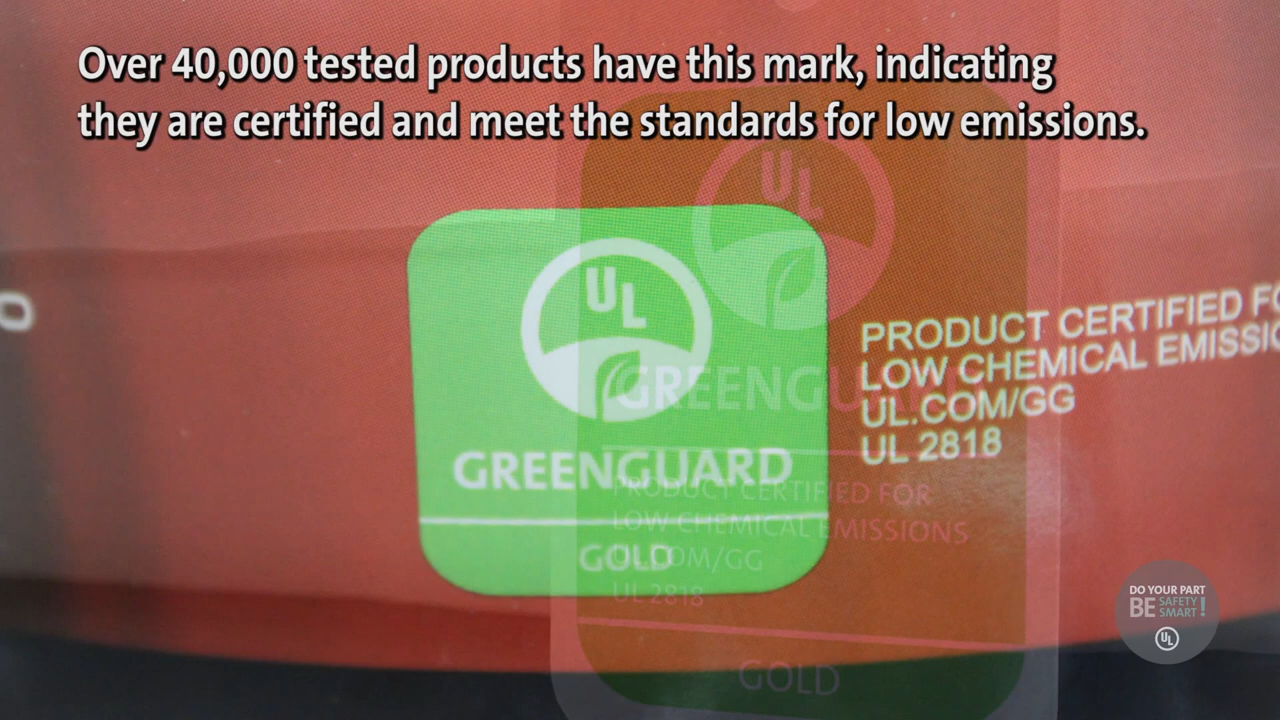 Over 40,000 tested products have this mark, indicating
they are certified and meet the standards for low emissions.
UL
GREENGUARD
GOLD
PRODUCT CERTIFIED
LOW CHEMICAL
UL.COM/GG
UL 2818
UL
GREENGUARD
PRODUCT CERTIFIED FOR
LOW CHEMICAL EMISSIONS
UL.COM/GG
UL 2818
GOLD
DO YOUR PART
BE SAFETY SMART!
UL